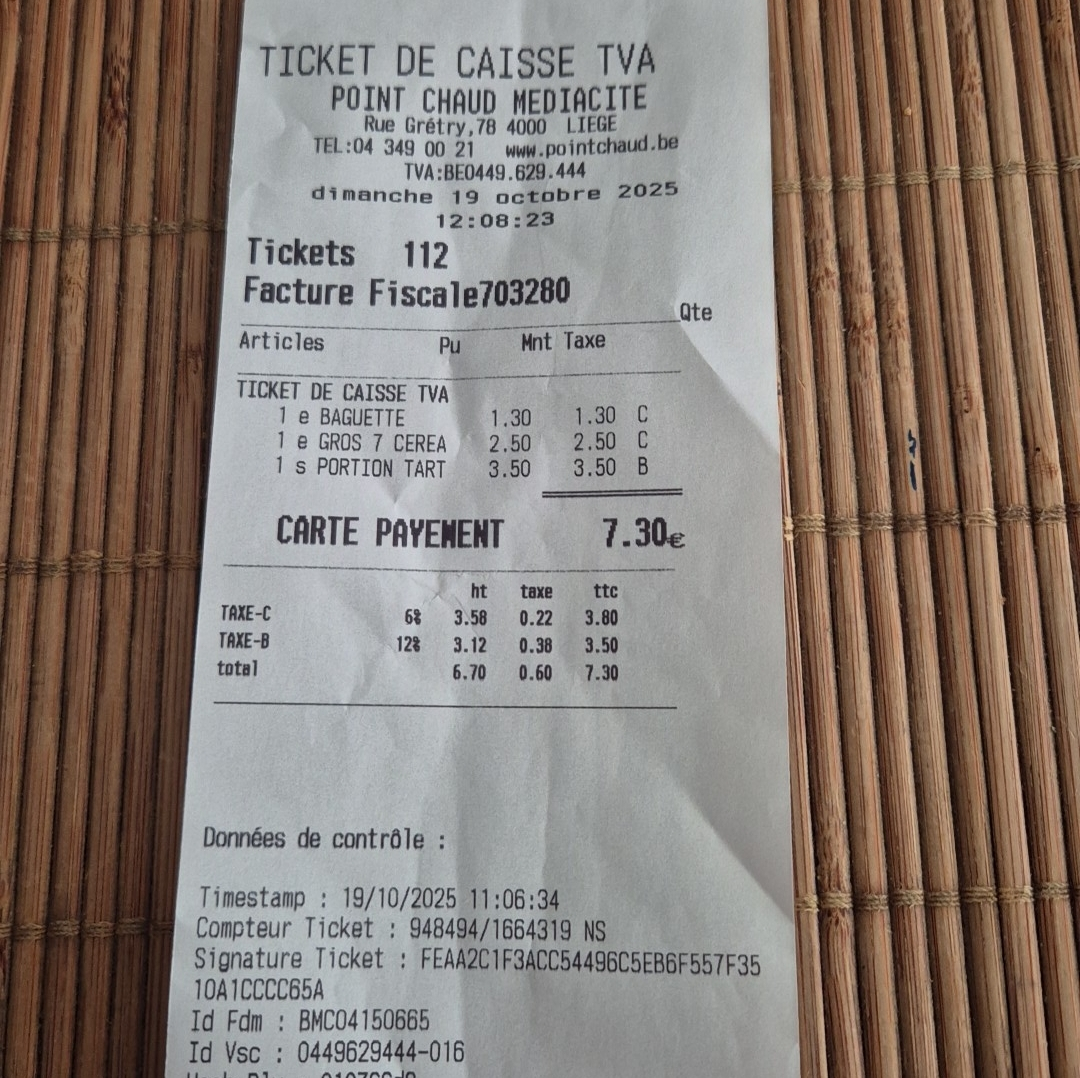 TICKET DE CAISSE TVA
POINT CHAUD MEDIACITE
Rue Grétry,78 4000 LIEGE
TEL:04 349 00 21 www.pointchaud.be
TVA:BE0449.629.444
dimanche 19 octobre 2025
12:08:23
Tickets 112
Facture Fiscale703280
Qte
Articles Pu Mnt Taxe
TICKET DE CAISSE TVA
1 e BAGUETTE 1.30 1.30 C
1 e GROS 7 CEREA 2.50 2.50 C
1 s PORTION TART 3.50 3.50 B
CARTE PAYEMENT 7.30€
ht taxe ttc
TAXE-C 6% 3.58 0.22 3.80
TAXE-B 12% 3.12 0.38 3.50
total 6.70 0.60 7.30
Données de contrôle :
Timestamp : 19/10/2025 11:06:34
Compteur Ticket : 948494/1664319 NS
Signature Ticket : FEAA2C1F3ACC54496C5EB6F557F35
10A1CCCC65A
Id Fdm : BMC04150665
Id Vsc : 0449629444-016